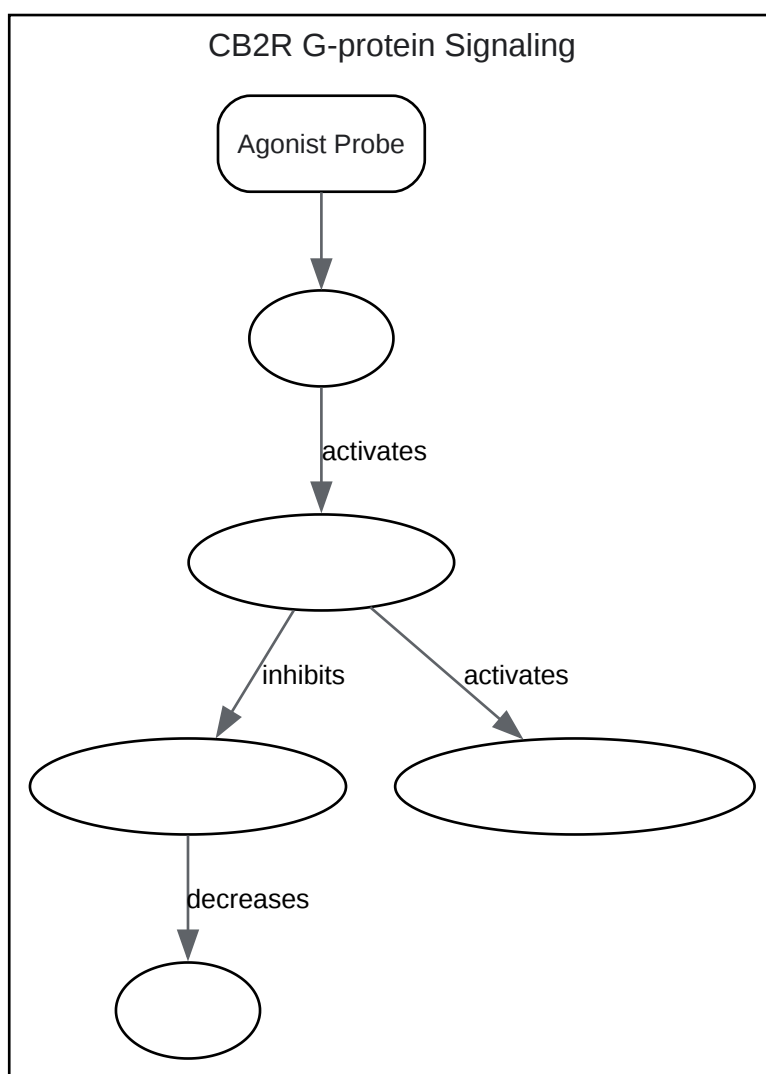 CB2R G-protein Signaling
Agonist Probe
activates
inhibits
activates
decreases